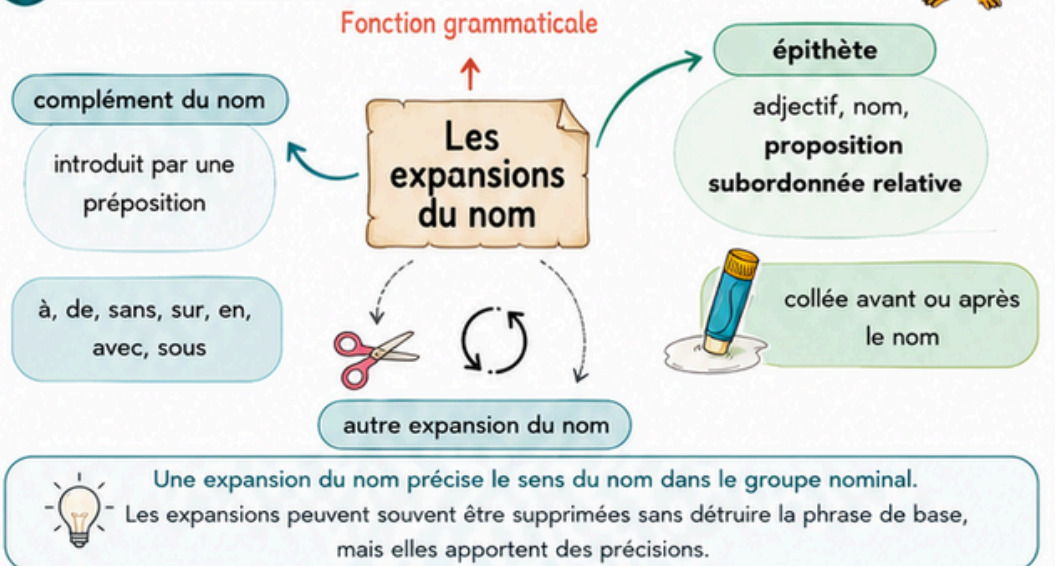 Fonction grammaticale
Les
expansions
du nom
complément du nom
introduit par une
préposition
à, de, sans, sur, en,
avec, sous
épithète
adjectif, nom,
proposition
subordonnée relative
collée avant ou après
le nom
autre expansion du nom
Une expansion du nom précise le sens du nom dans le groupe nominal.
Les expansions peuvent souvent être supprimées sans détruire la phrase de base,
mais elles apportent des précisions.